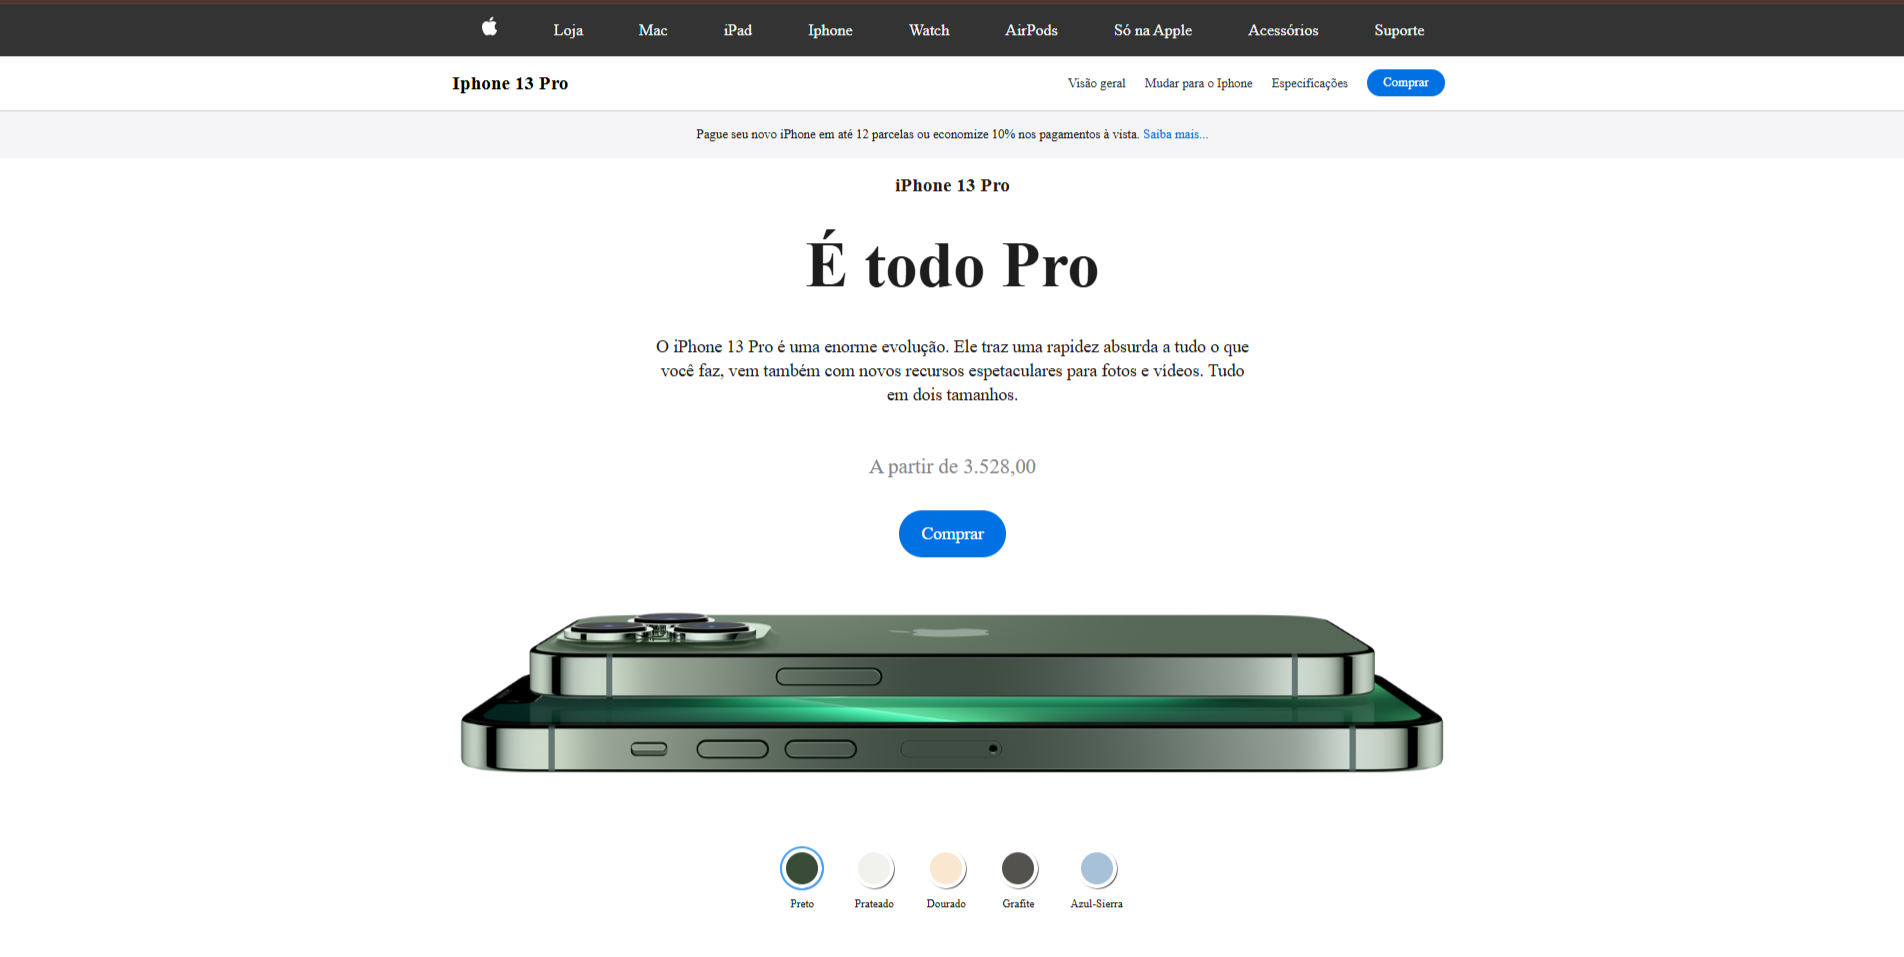 Loja Mac iPad Iphone Watch AirPods Só na Apple Acessórios Suporte
Iphone 13 Pro Visão geral Mudar para o Iphone Especificações Comprar
Pague seu novo iPhone em até 12 parcelas ou economize 10% nos pagamentos à vista. Saiba mais...
iPhone 13 Pro
É todo Pro
O iPhone 13 Pro é uma enorme evolução. Ele traz uma rapidez absurda a tudo o que
você faz, vem também com novos recursos espetaculares para fotos e vídeos. Tudo
em dois tamanhos.
A partir de 3.528,00
Comprar
Preto Prateado Dourado Grafite Azul-Sierra